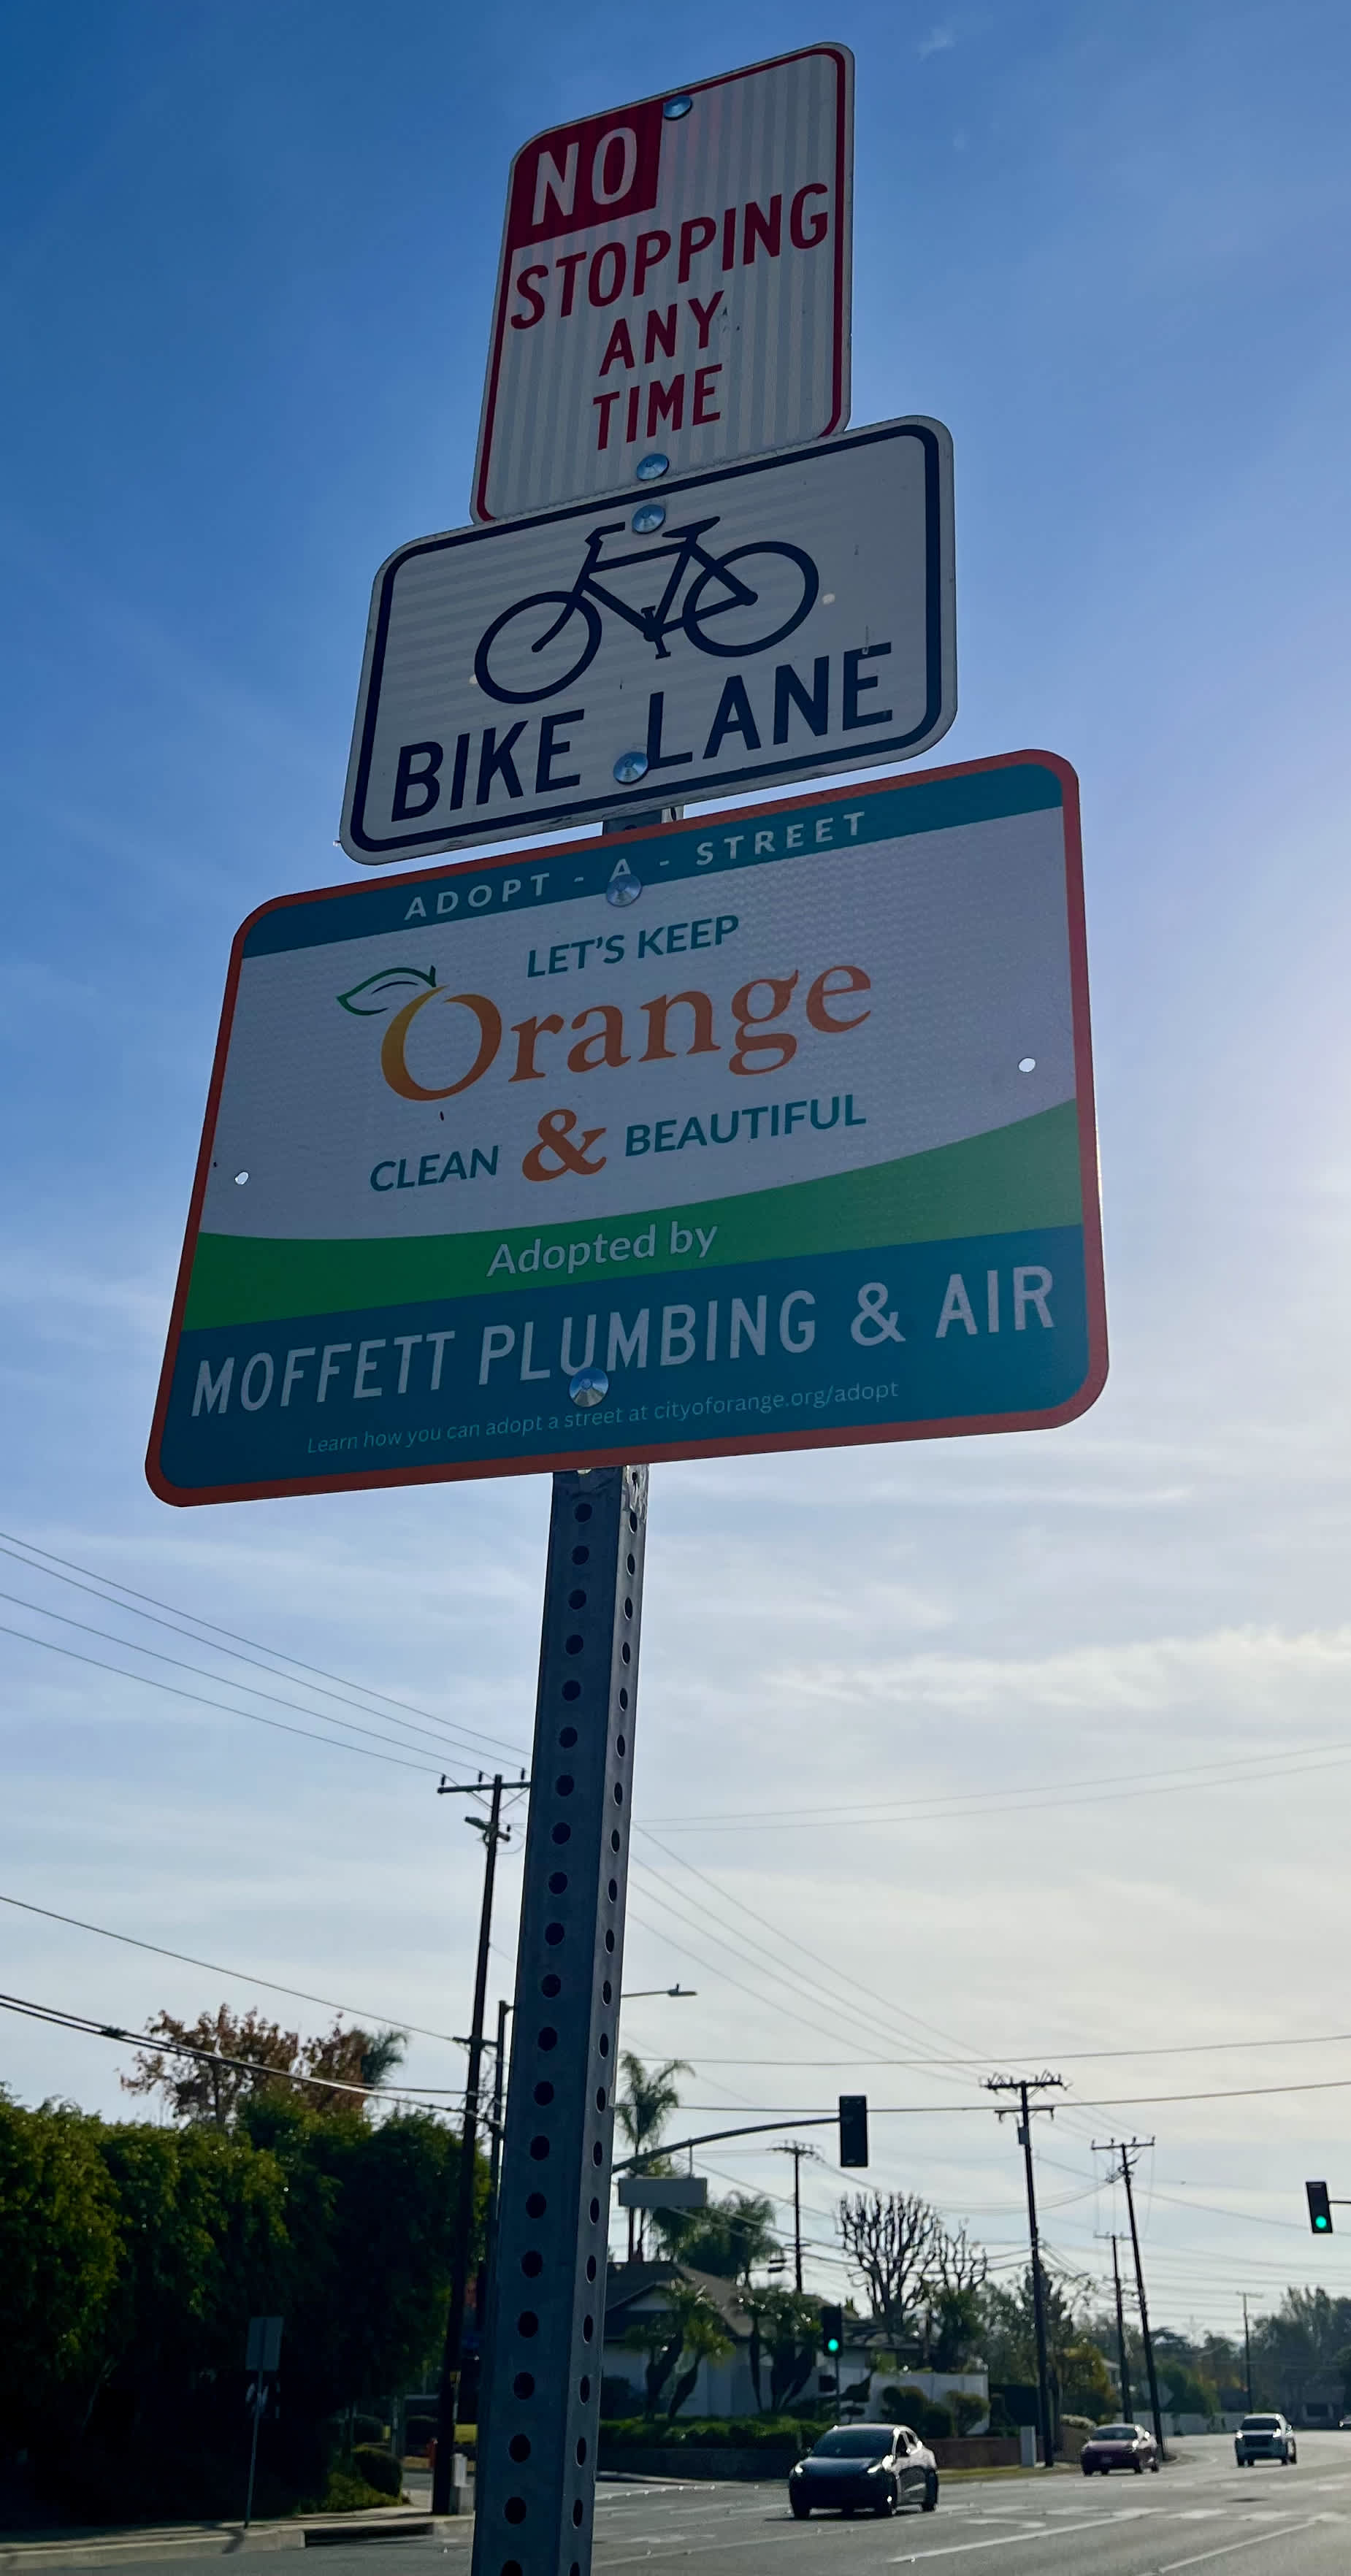 NO
STOPPING
ANY
TIME
BIKE LANE
ADOPT - A - STREET
LET'S KEEP
Orange
CLEAN & BEAUTIFUL
Adopted by
MOFFETT PLUMBING & AIR
Learn how you can adopt a street at cityoforange.org/adopt